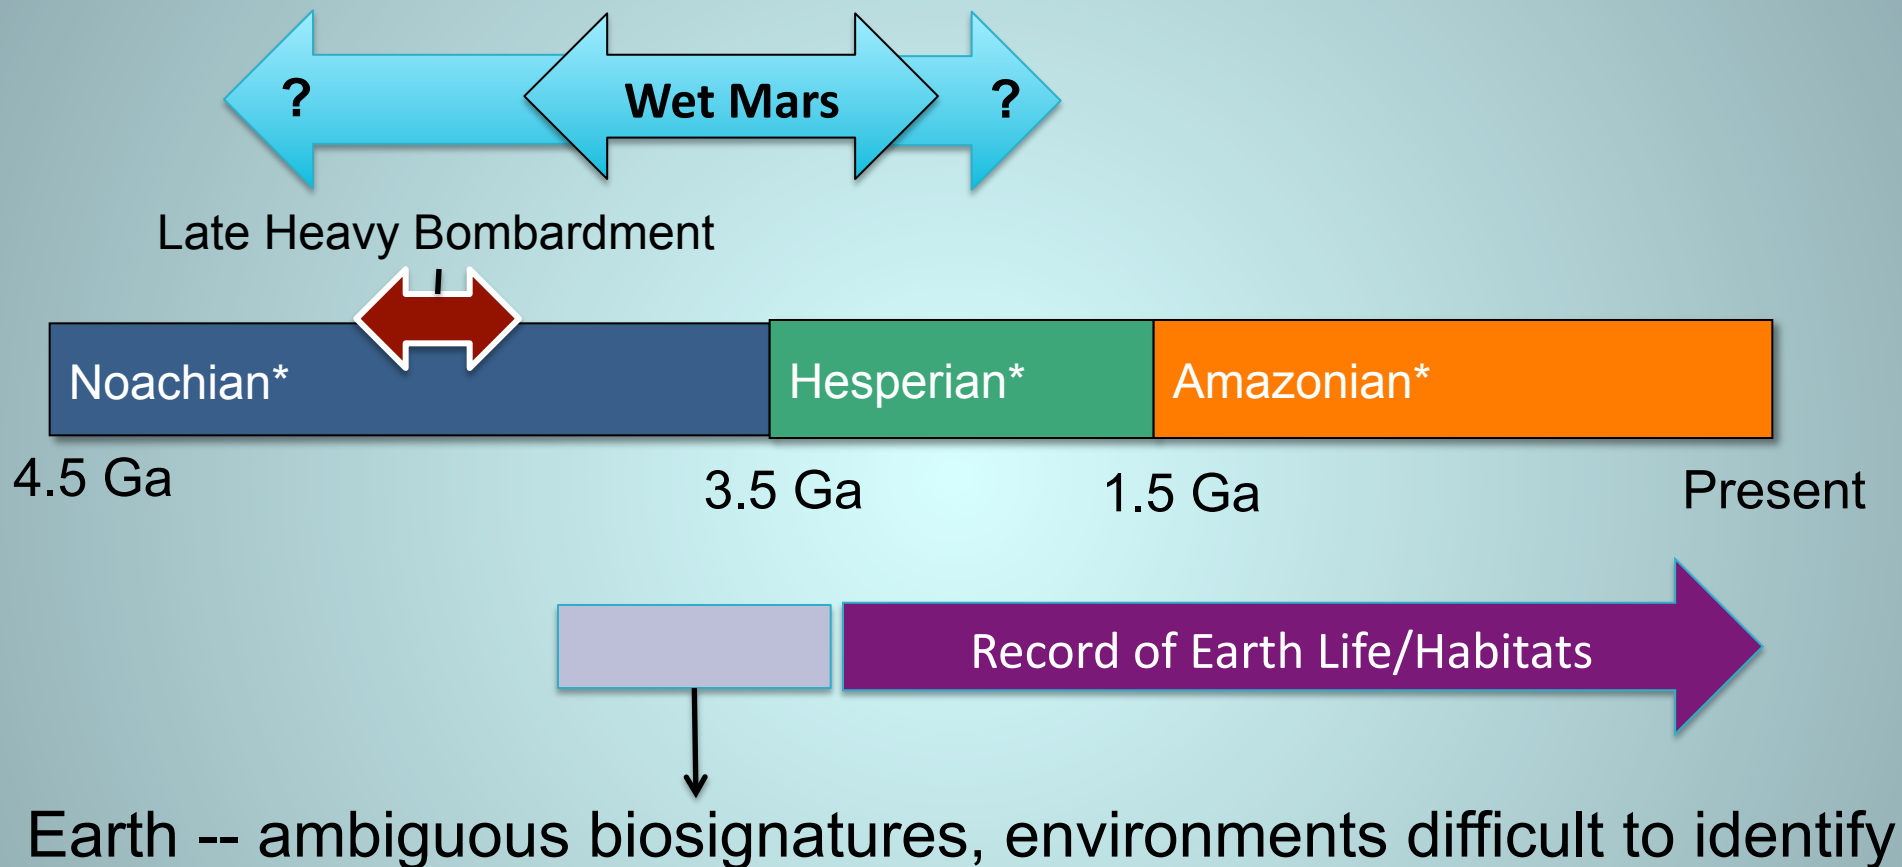 ? Wet Mars ?
Late Heavy Bombardment
Noachian* Hesperian* Amazonian*
4.5 Ga 3.5 Ga 1.5 Ga Present
Record of Earth Life/Habitats
Earth -- ambiguous biosignatures, environments difficult to identify